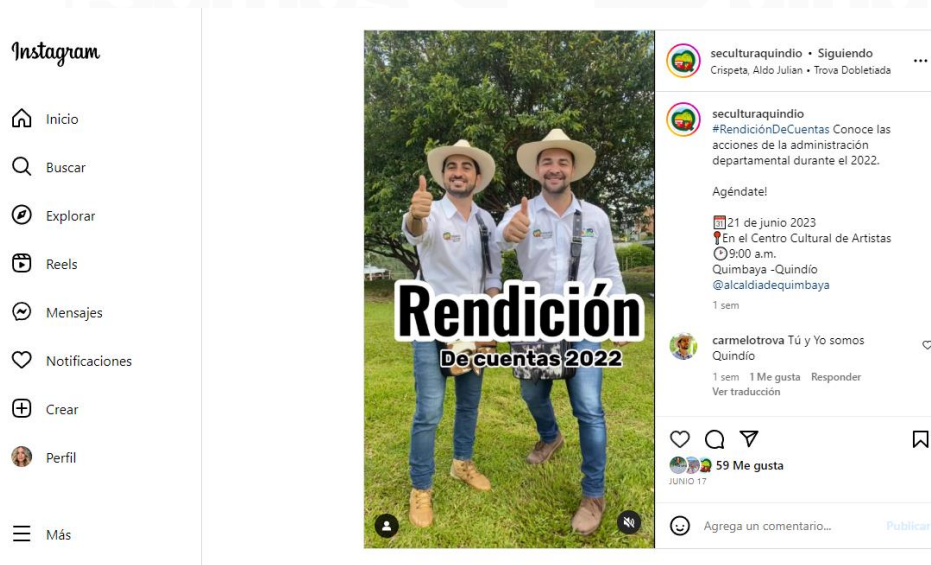 Instagram
Inicio
Buscar
Explorar
Reels
Mensajes
Notificaciones
Crear
Perfil
Más
Rendición
De cuentas 2022
seculturaquindio • Siguiendo
Crispeta, Aldo Julian • Trova Dobletiada
seculturaquindio
#RendiciónDeCuentas Conoce las
acciones de la administración
departamental durante el 2022.
Agéndate!
21 de junio 2023
En el Centro Cultural de Artistas
9:00 a.m.
Quimbaya -Quindío
@alcaldiadequimbaya
1 sem
carmelotrova Tú y Yo somos
Quindío
1 sem 1 Me gusta Responder
Ver traducción
59 Me gusta
JUNIO 17
Agrega un comentario... Publicar